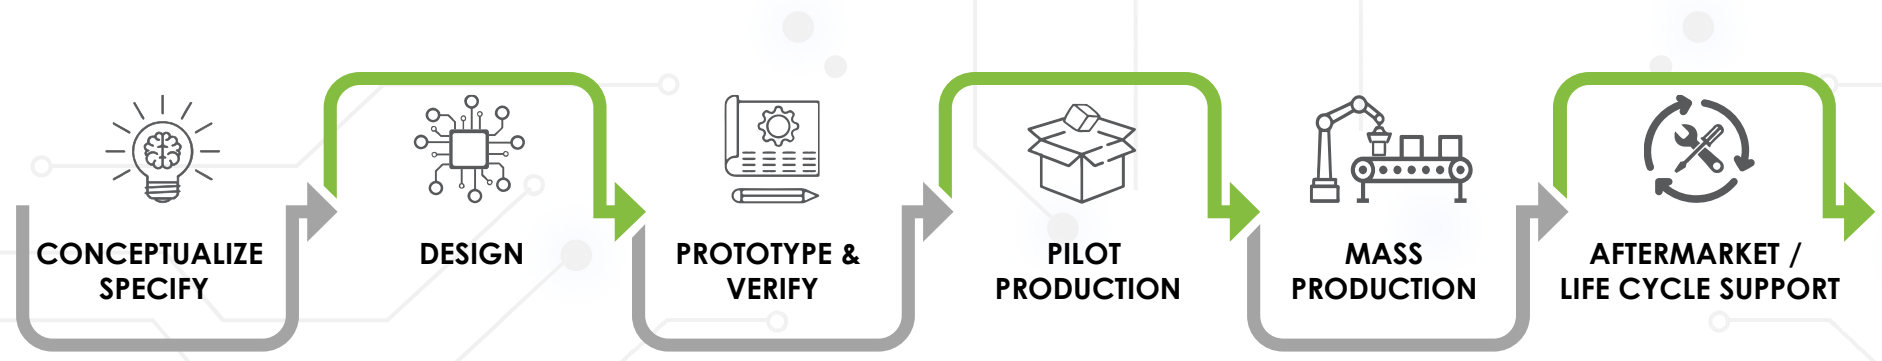 CONCEPTUALIZE
SPECIFY
DESIGN
PROTOTYPE &
VERIFY
PILOT
PRODUCTION
MASS
PRODUCTION
AFTERMARKET /
LIFE CYCLE SUPPORT